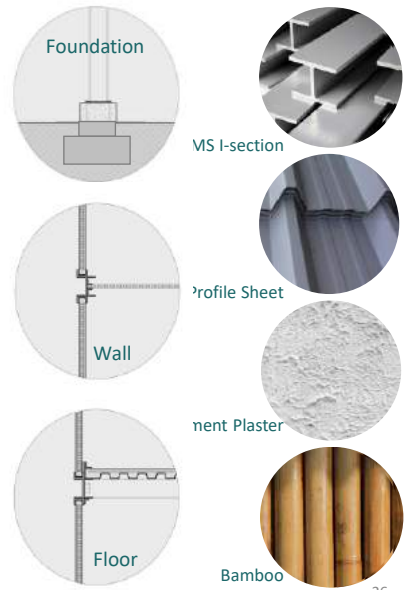 Foundation
MS I-section
Profile Sheet
Wall
ment Plaster
Floor
Bamboo